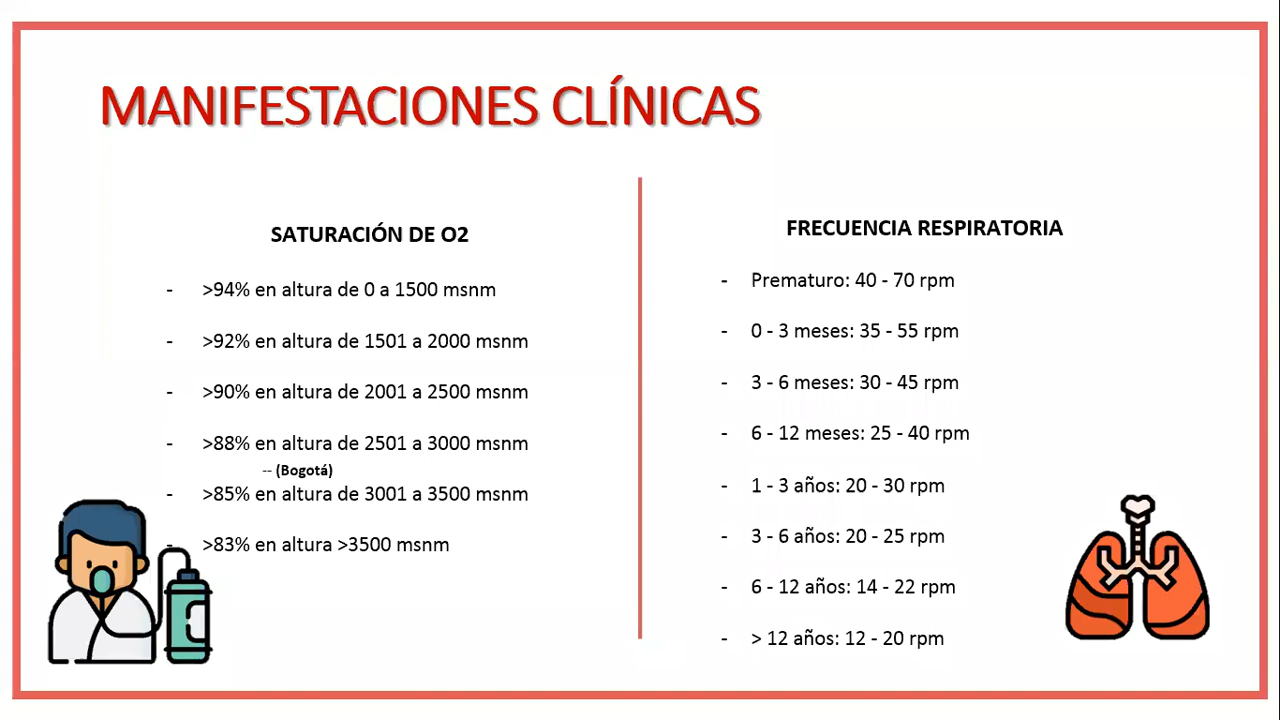 MANIFESTACIONES CLÍNICAS
SATURACIÓN DE O2
- >94% en altura de 0 a 1500 msnm
- >92% en altura de 1501 a 2000 msnm
- >90% en altura de 2001 a 2500 msnm
- >88% en altura de 2501 a 3000 msnm
-- (Bogotá)
- >85% en altura de 3001 a 3500 msnm
- >83% en altura >3500 msnm
FRECUENCIA RESPIRATORIA
- Prematuro: 40 - 70 rpm
- 0 - 3 meses: 35 - 55 rpm
- 3 - 6 meses: 30 - 45 rpm
- 6 - 12 meses: 25 - 40 rpm
- 1 - 3 años: 20 - 30 rpm
- 3 - 6 años: 20 - 25 rpm
- 6 - 12 años: 14 - 22 rpm
- > 12 años: 12 - 20 rpm